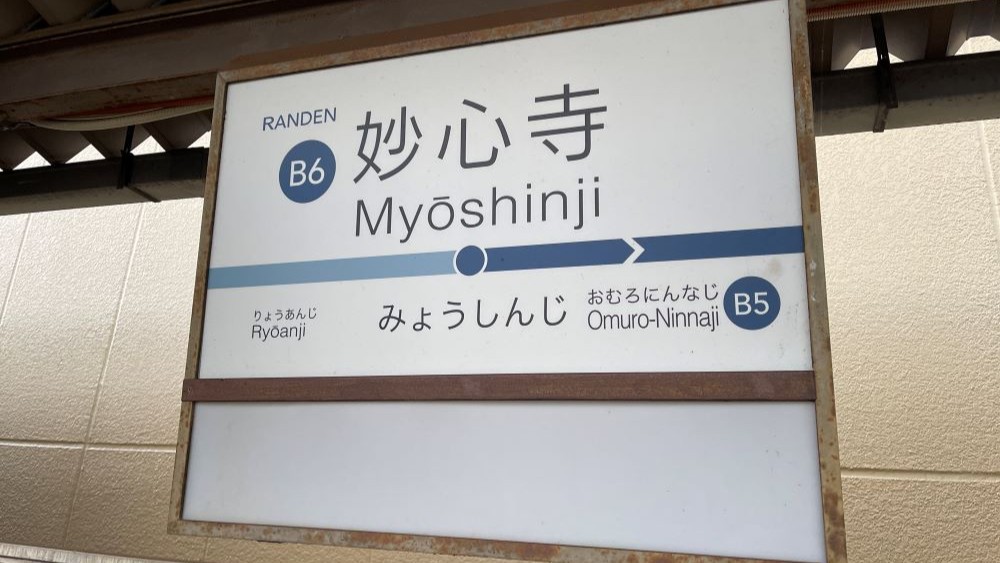 RANDEN
B6
妙心寺
Myōshinji
りょうあんじ
Ryōanji
みょうしんじ
おむろにんなじ
Omuro-Ninnaji
B5